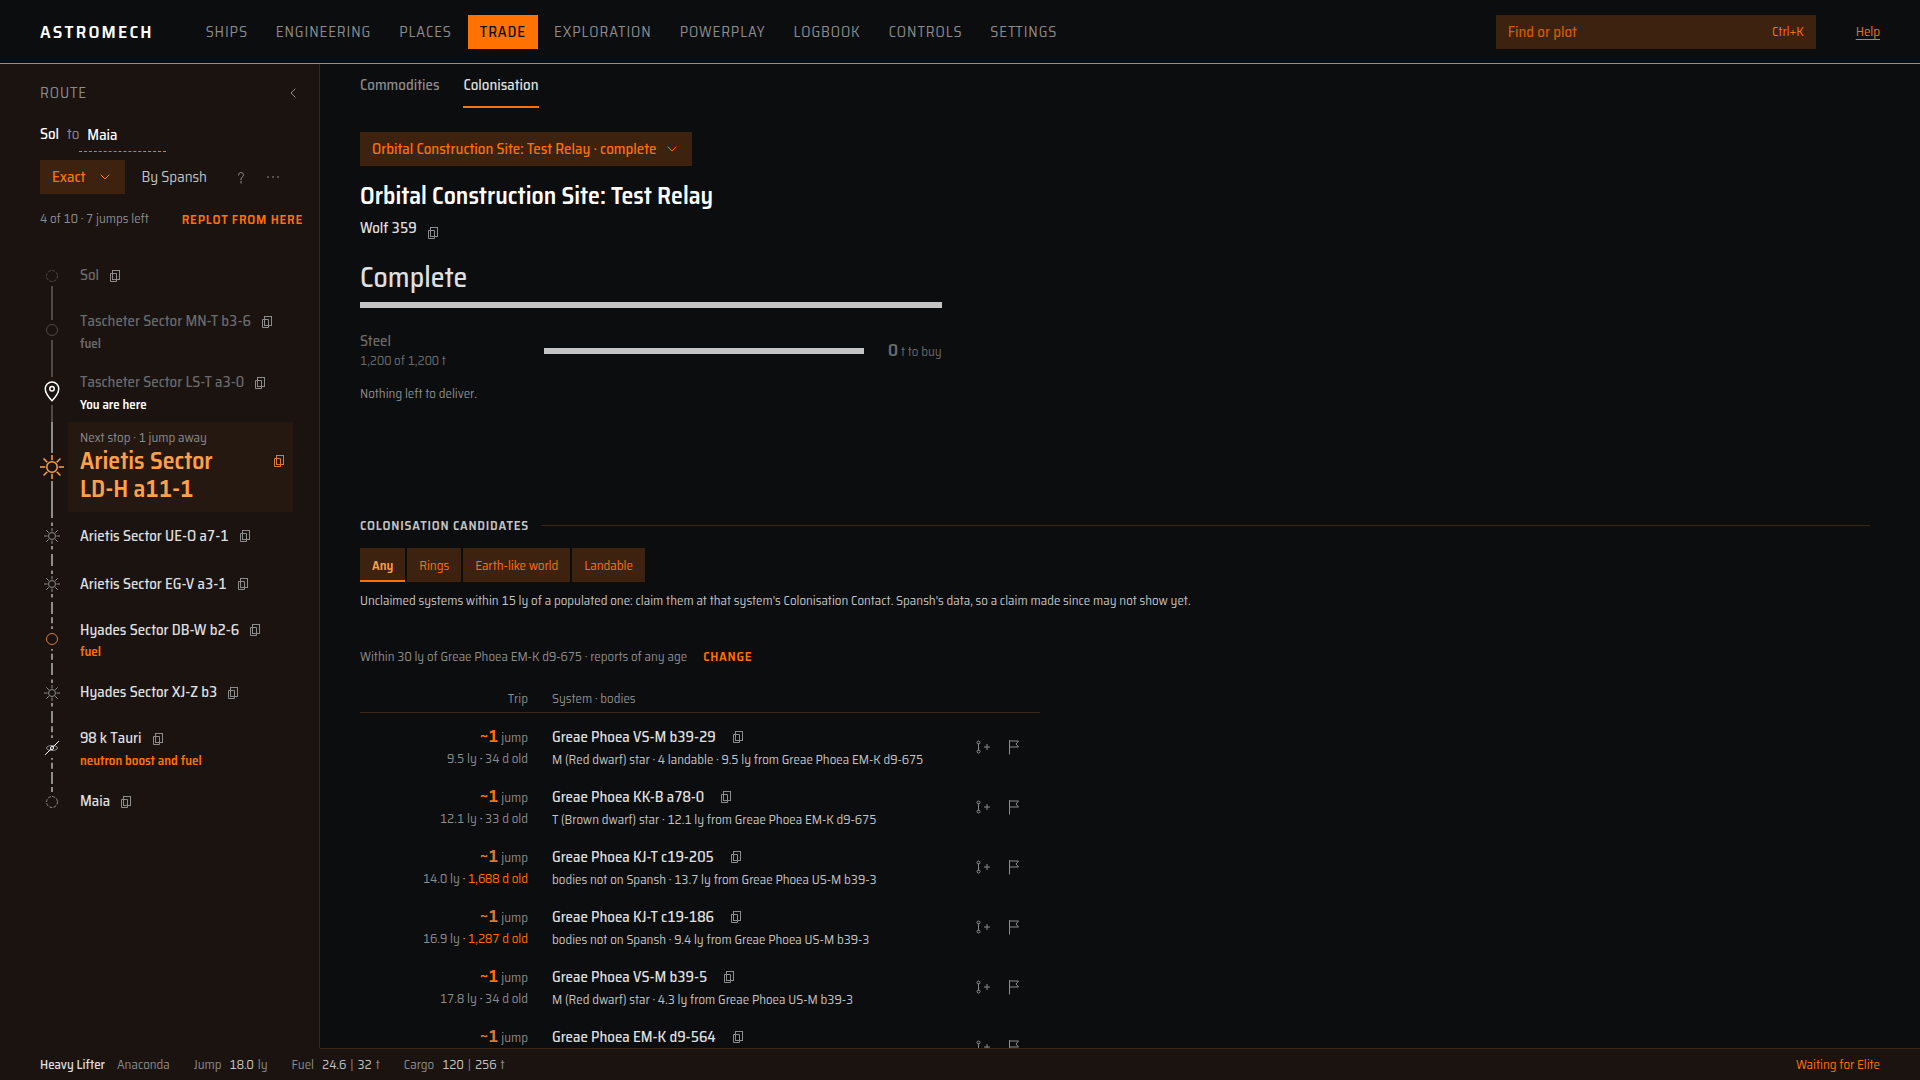 ASTROMECH SHIPS ENGINEERING PLACES TRADE EXPLORATION POWERPLAY LOGBOOK CONTROLS SETTINGS Find or plot Ctrl+K Help
ROUTE
Sol to Maia
Exact By Spansh ? ...
4 of 10 · 7 jumps left REPLOT FROM HERE
Sol
Tascheter Sector MN-T b3-6
fuel
Tascheter Sector LS-T a3-0
You are here
Next stop · 1 jump away
Arietis Sector
LD-H a11-1
Arietis Sector UE-O a7-1
Arietis Sector EG-V a3-1
Hyades Sector DB-W b2-6
fuel
Hyades Sector XJ-Z b3
98 k Tauri
neutron boost and fuel
Maia
Commodities Colonisation
Orbital Construction Site: Test Relay · complete
Orbital Construction Site: Test Relay
Wolf 359
Complete
Steel
1,200 of 1,200 t
0 t to buy
Nothing left to deliver.
COLONISATION CANDIDATES
Any Rings Earth-like world Landable
Unclaimed systems within 15 ly of a populated one: claim them at that system's Colonisation Contact. Spansh's data, so a claim made since may not show yet.
Within 30 ly of Greae Phoea EM-K d9-675 · reports of any age CHANGE
Trip System · bodies
~1 jump Greae Phoea VS-M b39-29
9.5 ly · 34 d old M (Red dwarf) star · 4 landable · 9.5 ly from Greae Phoea EM-K d9-675
~1 jump Greae Phoea KK-B a78-0
12.1 ly · 33 d old T (Brown dwarf) star · 12.1 ly from Greae Phoea EM-K d9-675
~1 jump Greae Phoea KJ-T c19-205
14.0 ly · 1,688 d old bodies not on Spansh · 13.7 ly from Greae Phoea US-M b39-3
~1 jump Greae Phoea KJ-T c19-186
16.9 ly · 1,287 d old bodies not on Spansh · 9.4 ly from Greae Phoea US-M b39-3
~1 jump Greae Phoea VS-M b39-5
17.8 ly · 34 d old M (Red dwarf) star · 4.3 ly from Greae Phoea US-M b39-3
~1 jump Greae Phoea EM-K d9-564
Heavy Lifter Anaconda Jump 18.0 ly Fuel 24.6 | 32 t Cargo 120 | 256 t Waiting for Elite